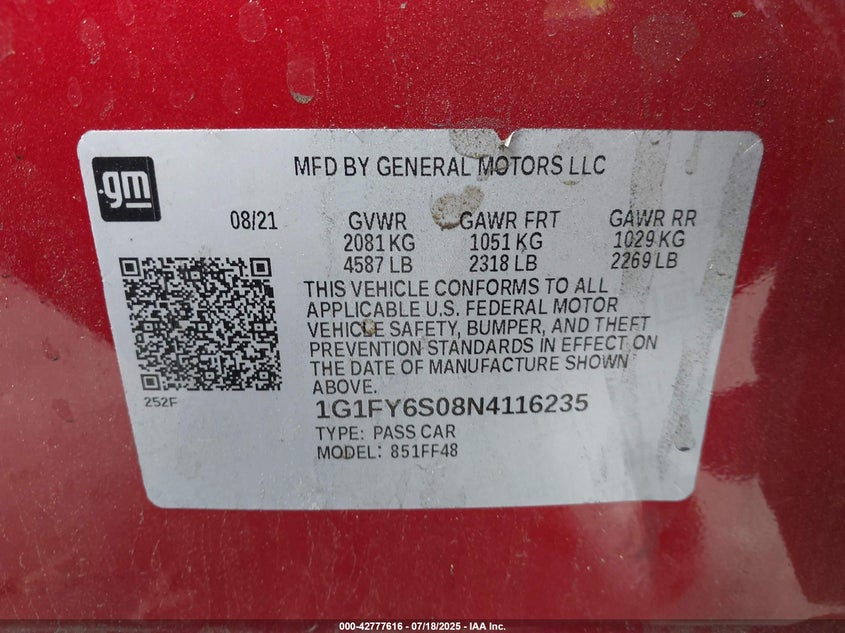 gm
MFD BY GENERAL MOTORS LLC
08/21 GVWR GAWR FRT GAWR RR
2081 KG 1051 KG 1029 KG
4587 LB 2318 LB 2269 LB
THIS VEHICLE CONFORMS TO ALL
APPLICABLE U.S. FEDERAL MOTOR
VEHICLE SAFETY, BUMPER, AND THEFT
PREVENTION STANDARDS IN EFFECT ON
THE DATE OF MANUFACTURE SHOWN
ABOVE.
252F
1G1FY6S08N4116235
TYPE: PASS CAR
MODEL: 851FF48
000-42777616 - 07/18/2025 - IAA Inc.